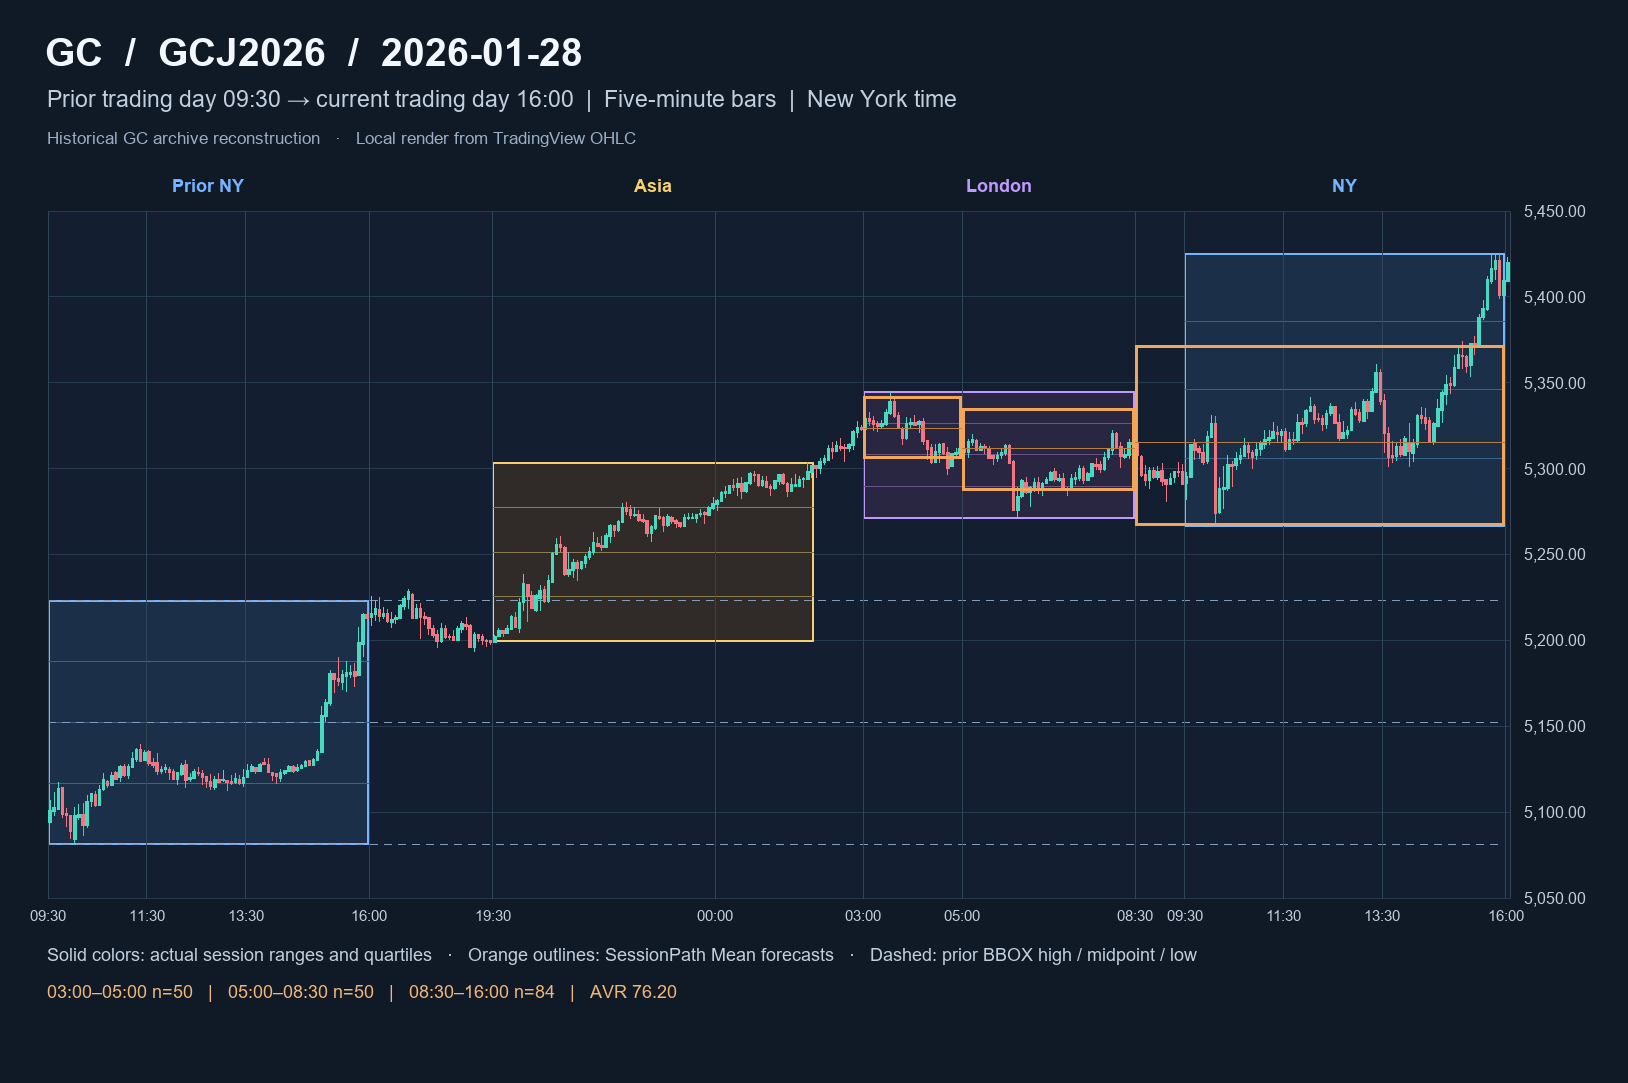 GC / GCJ2026 / 2026-01-28
Prior trading day 09:30 → current trading day 16:00 | Five-minute bars | New York time
Historical GC archive reconstruction · Local render from TradingView OHLC
Prior NY Asia London NY
5,450.00
5,400.00
5,350.00
5,300.00
5,250.00
5,200.00
5,150.00
5,100.00
5,050.00
09:30 11:30 13:30 16:00 19:30 00:00 03:00 05:00 08:30 09:30 11:30 13:30 16:00
Solid colors: actual session ranges and quartiles · Orange outlines: SessionPath Mean forecasts · Dashed: prior BBOX high / midpoint / low
03:00–05:00 n=50 | 05:00–08:30 n=50 | 08:30–16:00 n=84 | AVR 76.20